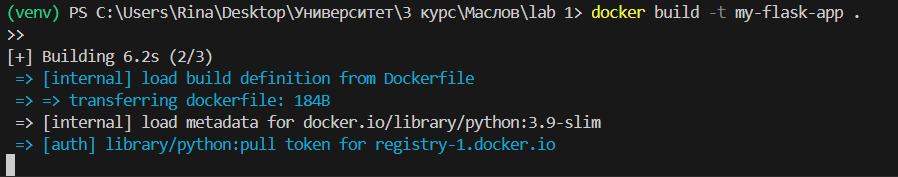 (venv) PS C:\Users\Rina\Desktop\Университет\3 курс\Маслов\lab 1> docker build -t my-flask-app .
>>
[+] Building 6.2s (2/3)
=> [internal] load build definition from Dockerfile
=> => transferring dockerfile: 184B
=> [internal] load metadata for docker.io/library/python:3.9-slim
=> [auth] library/python:pull token for registry-1.docker.io